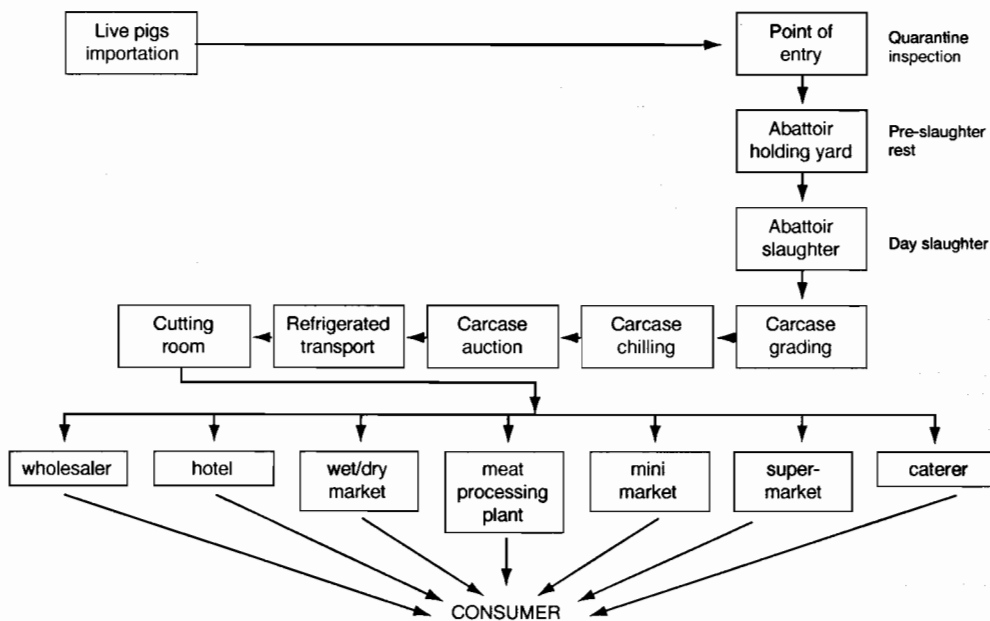 Live pigs
importation
Point of
entry
Quarantine
inspection
Abattoir
holding yard
Pre-slaughter
rest
Abattoir
slaughter
Day slaughter
Cutting
room
Refrigerated
transport
Carcase
auction
Carcase
chilling
Carcase
grading
wholesaler
hotel
wet/dry
market
meat
processing
plant
mini
market
super-
market
caterer
CONSUMER